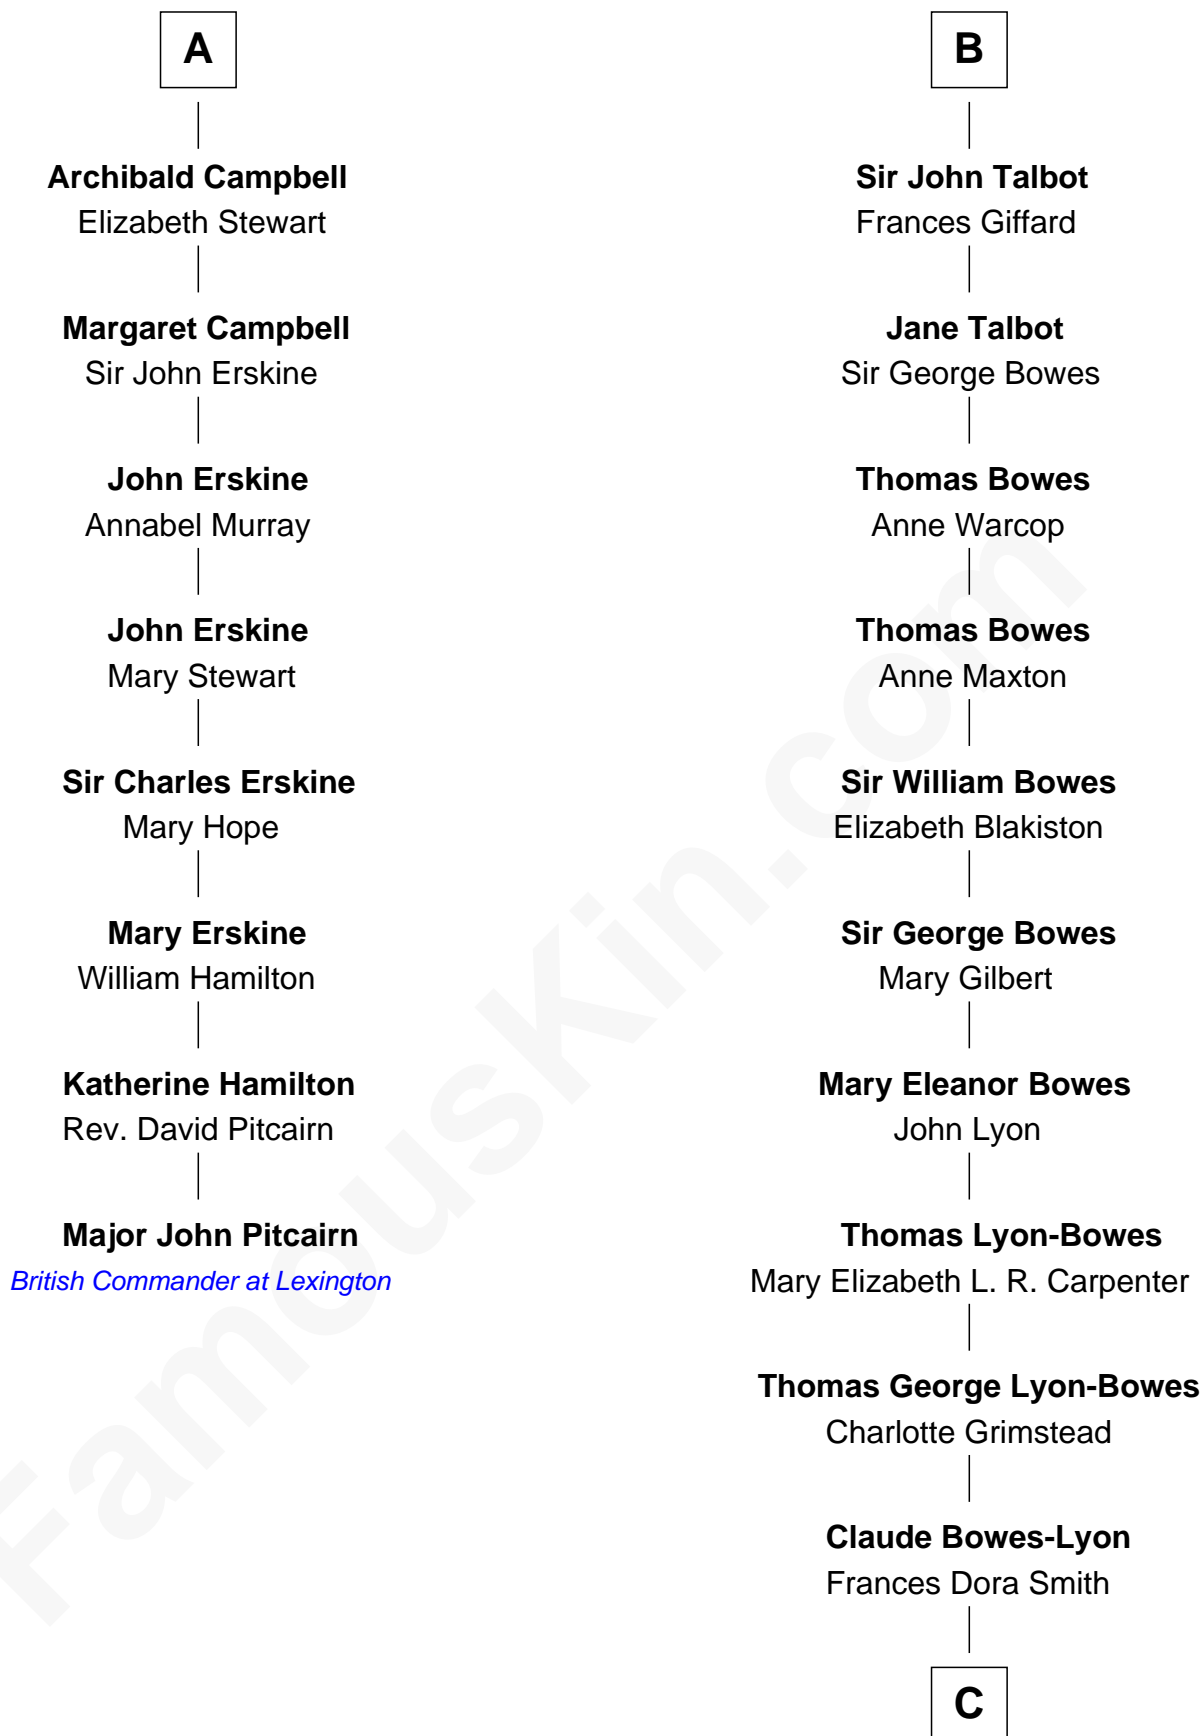 A
Archibald Campbell
Elizabeth Stewart
Margaret Campbell
Sir John Erskine
John Erskine
Annabel Murray
John Erskine
Mary Stewart
Sir Charles Erskine
Mary Hope
Mary Erskine
William Hamilton
Katherine Hamilton
Rev. David Pitcairn
Major John Pitcairn
British Commander at Lexington
B
Sir John Talbot
Frances Giffard
Jane Talbot
Sir George Bowes
Thomas Bowes
Anne Warcop
Thomas Bowes
Anne Maxton
Sir William Bowes
Elizabeth Blakiston
Sir George Bowes
Mary Gilbert
Mary Eleanor Bowes
John Lyon
Thomas Lyon-Bowes
Mary Elizabeth L. R. Carpenter
Thomas George Lyon-Bowes
Charlotte Grimstead
Claude Bowes-Lyon
Frances Dora Smith
C
FamousKin.com